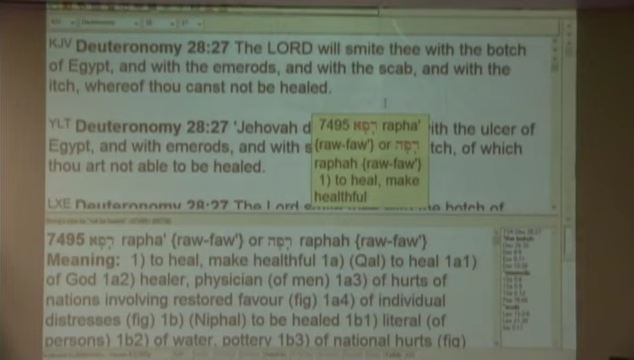 KJV Deuteronomy 28:27 The LORD will smite thee with the botch
of Egypt, and with the emerods, and with the scab, and with the
itch, whereof thou canst not be healed.
YLT Deuteronomy 28:27 'Jehovah d ith the ulcer of
Egypt, and with emerods, and with s tch, of which
thou art not able to be healed.
7495 רָפָא rapha'
{raw-faw'} or רָפָה
raphah {raw-faw'}
1) to heal, make
healthful
LXE Deuteronomy 28:27 The Lord the botch of
7495 רָפָא rapha' {raw-faw'} or רָפָה raphah {raw-faw'}
Meaning: 1) to heal, make healthful 1a) (Qal) to heal 1a1)
of God 1a2) healer, physician (of men) 1a3) of hurts of
nations involving restored favour (fig) 1a4) of individual
distresses (fig) 1b) (Niphal) to be healed 1b1) literal (of
persons) 1b2) of water, pottery 1b3) of national hurts (fig)